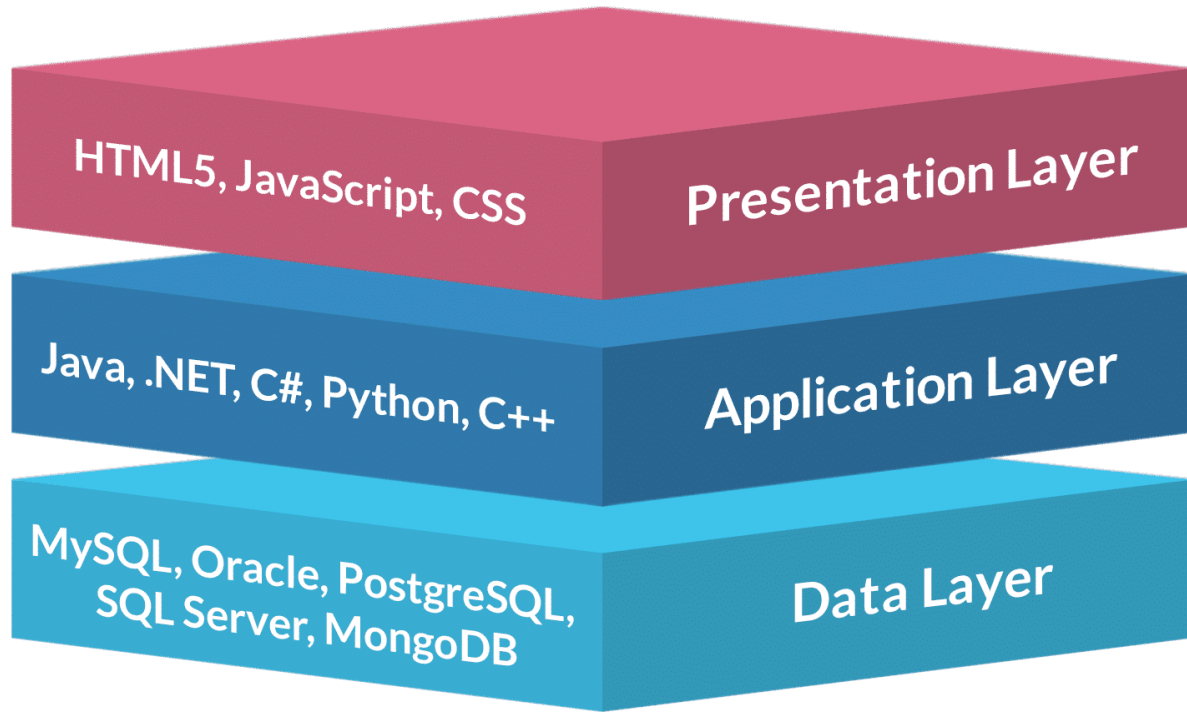 HTML5, JavaScript, CSS
Presentation Layer
Java, .NET, C#, Python, C++
Application Layer
MySQL, Oracle, PostgreSQL,
SQL Server, MongoDB
Data Layer